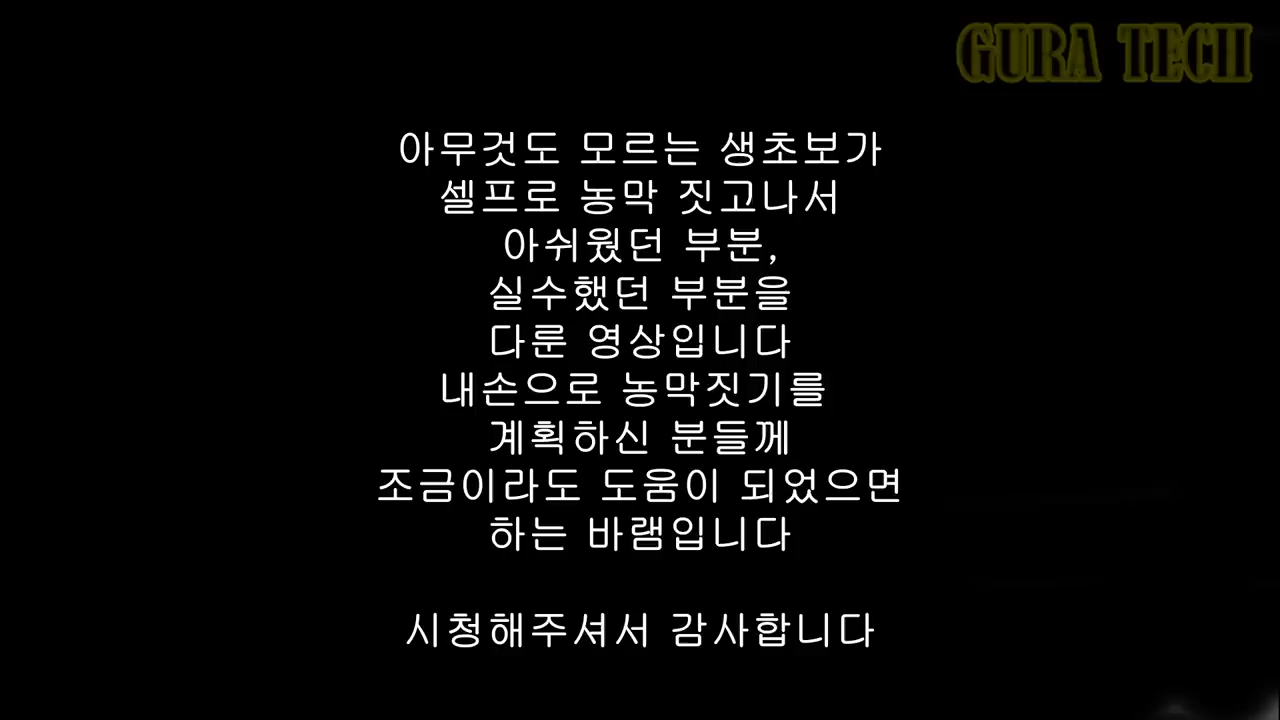 GURA TECH
아무것도 모르는 생초보가
셀프로 농막 짓고나서
아쉬웠던 부분,
실수했던 부분을
다룬 영상입니다
내손으로 농막짓기를
계획하신 분들께
조금이라도 도움이 되었으면
하는 바램입니다
시청해주셔서 감사합니다